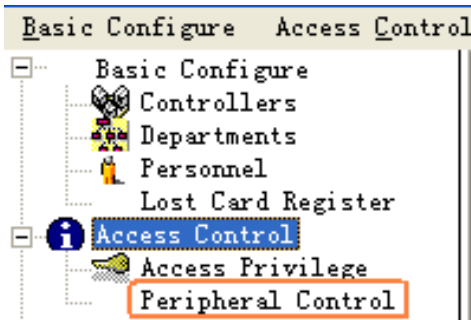 Basic Configure Access Control
Basic Configure
Controllers
Departments
Personnel
Lost Card Register
Access Control
Access Privilege
Peripheral Control